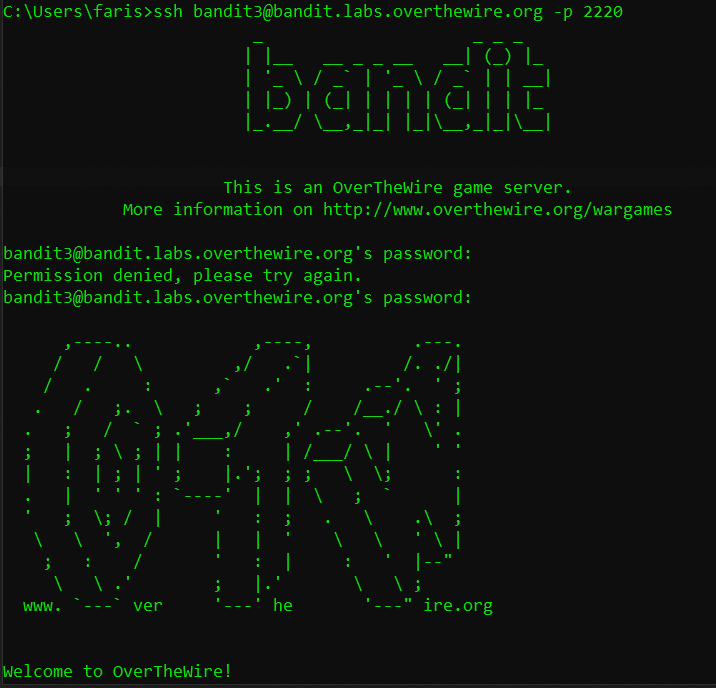 C:\Users\faris>ssh bandit3@bandit.labs.overthewire.org -p 2220
bandit
This is an OverTheWire game server.
More information on http://www.overthewire.org/wargames
bandit3@bandit.labs.overthewire.org's password:
Permission denied, please try again.
bandit3@bandit.labs.overthewire.org's password:
www. ver he ire.org
Welcome to OverTheWire!